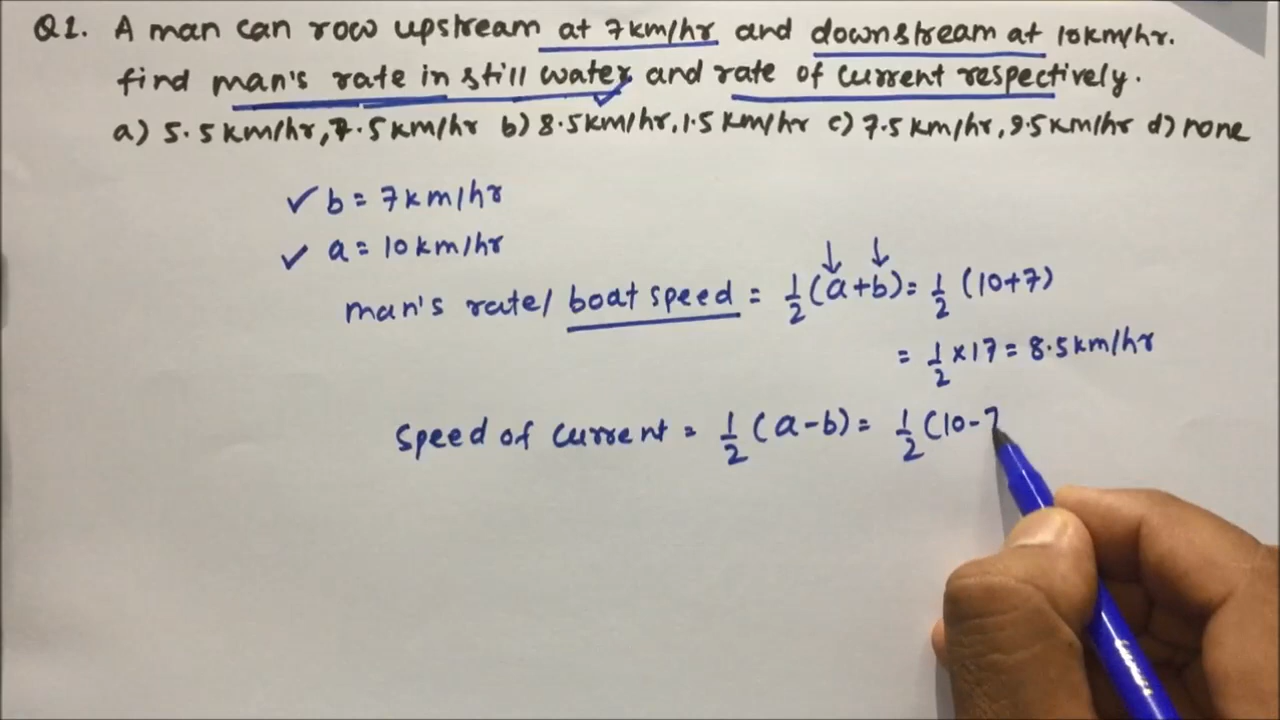 Q1. A man can row upstream at 7km/hr and downstream at 10km/hr.
find man's rate in still water and rate of current respectively.
a) 5.5km/hr, 7.5km/hr b) 8.5km/hr, 1.5km/hr c) 7.5km/hr, 9.5km/hr d) none
✓ b = 7km/hr
✓ a = 10km/hr
man's rate/ boat speed = 1/2 (a+b) = 1/2 (10+7)
= 1/2 × 17 = 8.5km/hr
Speed of current = 1/2 (a-b) = 1/2 (10-7